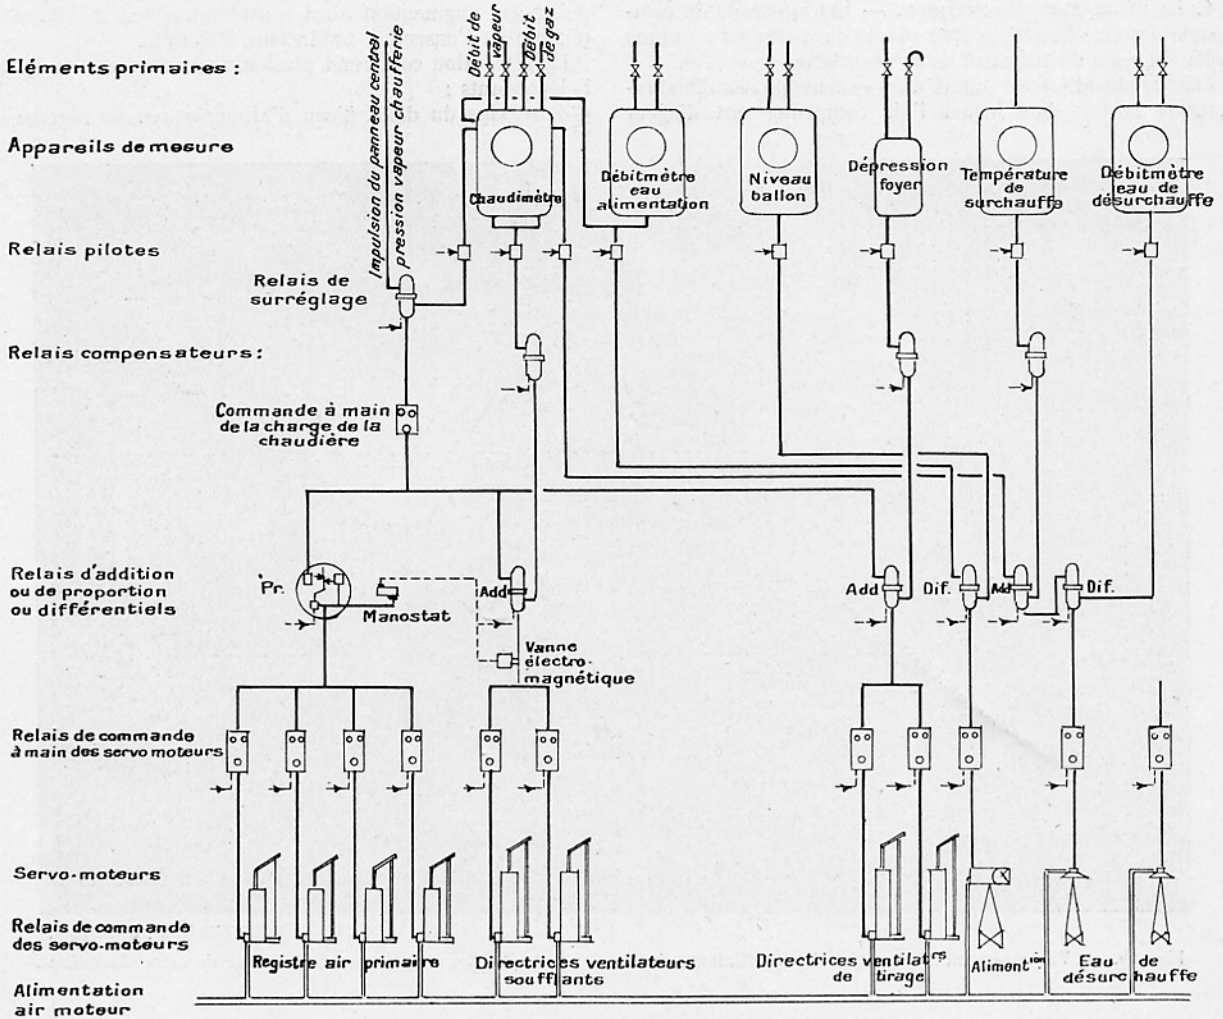 Impulsion du panneau central
pression vapeur chaufferie
Débit de
vapeur
Débit
de gaz
Eléments primaires :
Appareils de mesure
Chaudimètre
Débitmètre
eau
alimentation
Niveau
ballon
Dépression
foyer
Température
de
surchauffe
Débitmètre
eau de
désurchauffe
Relais pilotes
Relais de
surréglage
Relais compensateurs :
Commande à main
de la charge de la
chaudière
Relais d'addition
ou de proportion
ou différentiels
Pr.
Manostat
Add
Add
Dif.
Add
Dif.
Vanne
électro-
magnétique
Relais de commande
à main des servo moteurs
Servo-moteurs
Relais de commande
des servo-moteurs
Registre air primaire
Directrices ventilateurs
soufflants
Directrices ventilatrs
de tirage
Alimention
Eau de
désurchauffe
Alimentation
air moteur